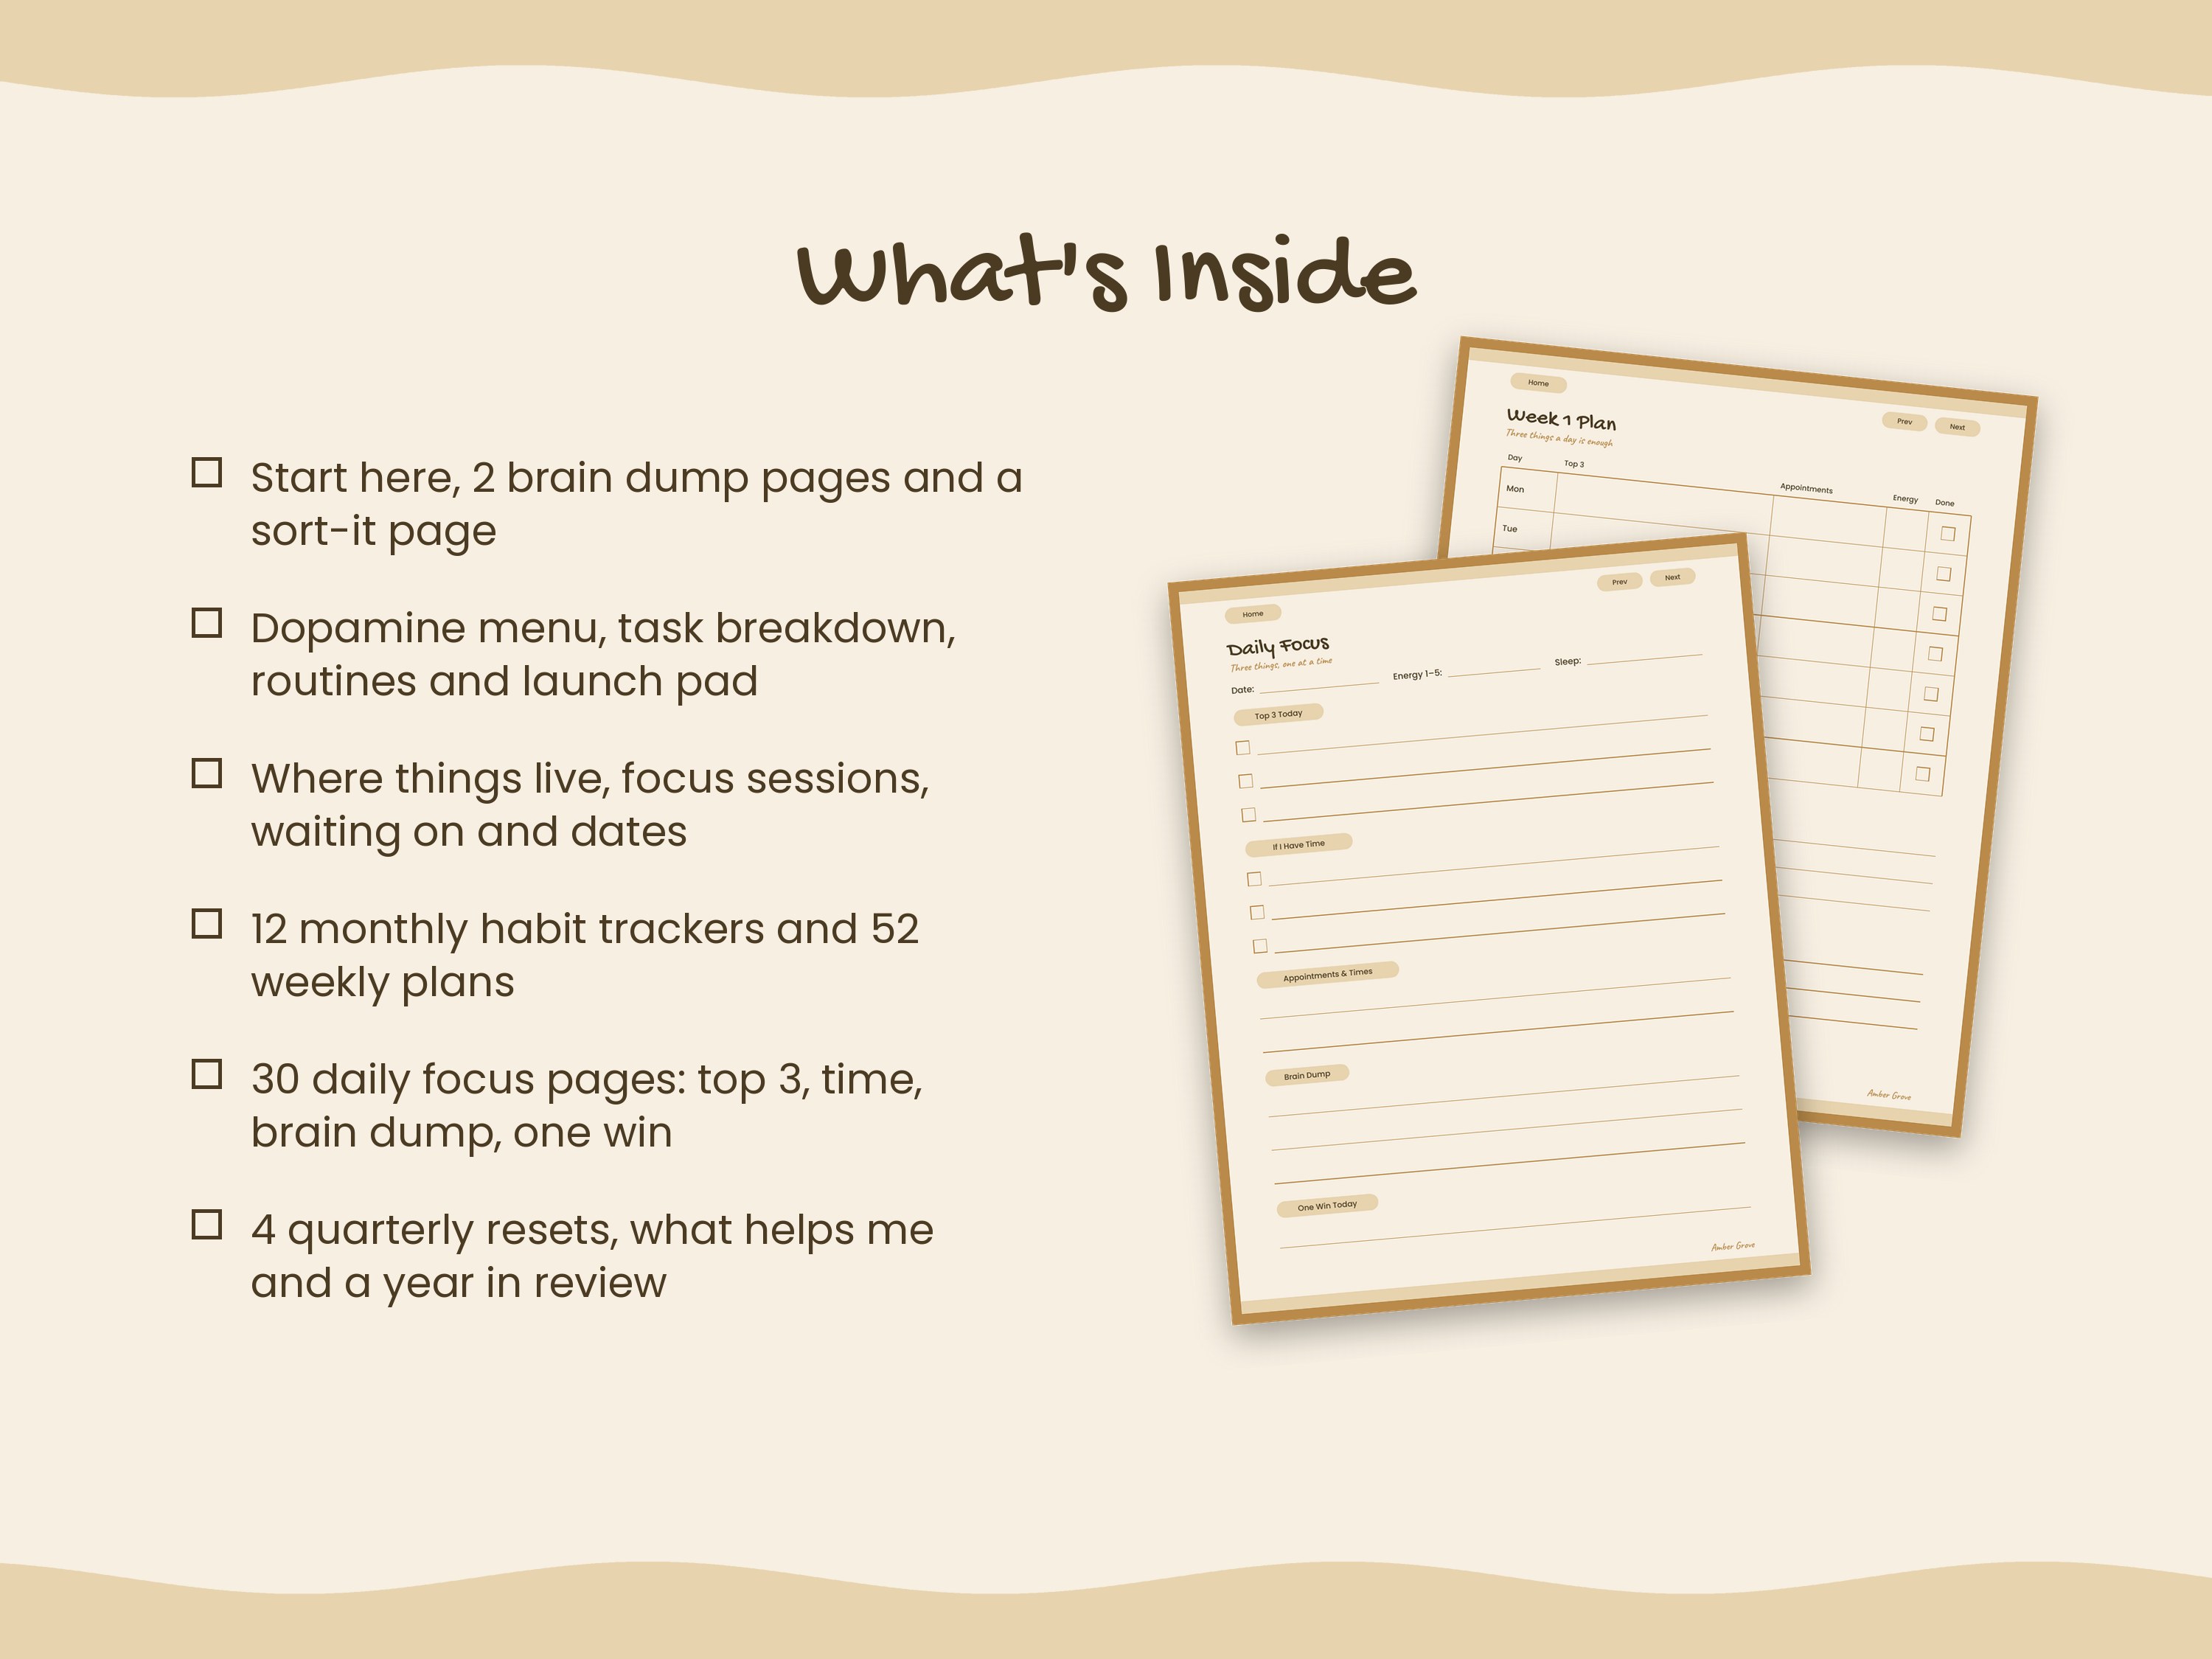 What's Inside
Start here, 2 brain dump pages and a
sort-it page
Dopamine menu, task breakdown,
routines and launch pad
Where things live, focus sessions,
waiting on and dates
12 monthly habit trackers and 52
weekly plans
30 daily focus pages: top 3, time,
brain dump, one win
4 quarterly resets, what helps me
and a year in review
Home
Prev Next
Week 1 Plan
Three things a day is enough
Day Top 3 Appointments Energy Done
Mon
Tue
Amber Grove
Home
Prev Next
Daily Focus
Three things, one at a time
Date: Energy 1–5: Sleep:
Top 3 Today
If I Have Time
Appointments & Times
Brain Dump
One Win Today
Amber Grove